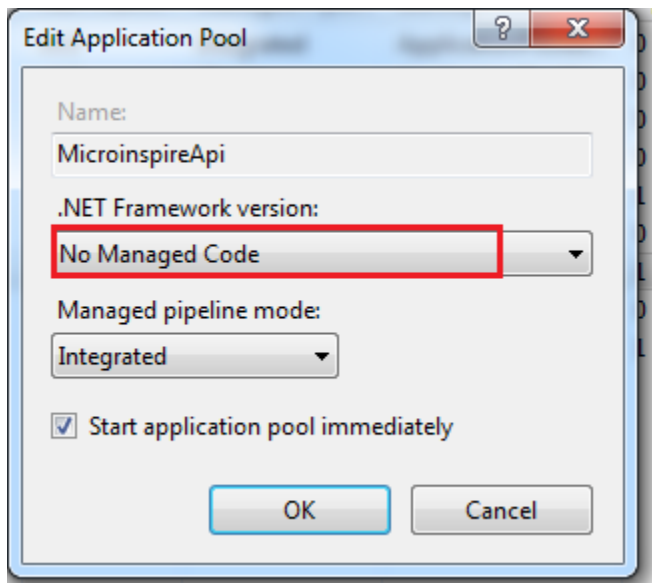 Edit Application Pool
Name:
MicroinspireApi
.NET Framework version:
No Managed Code
Managed pipeline mode:
Integrated
Start application pool immediately
OK
Cancel